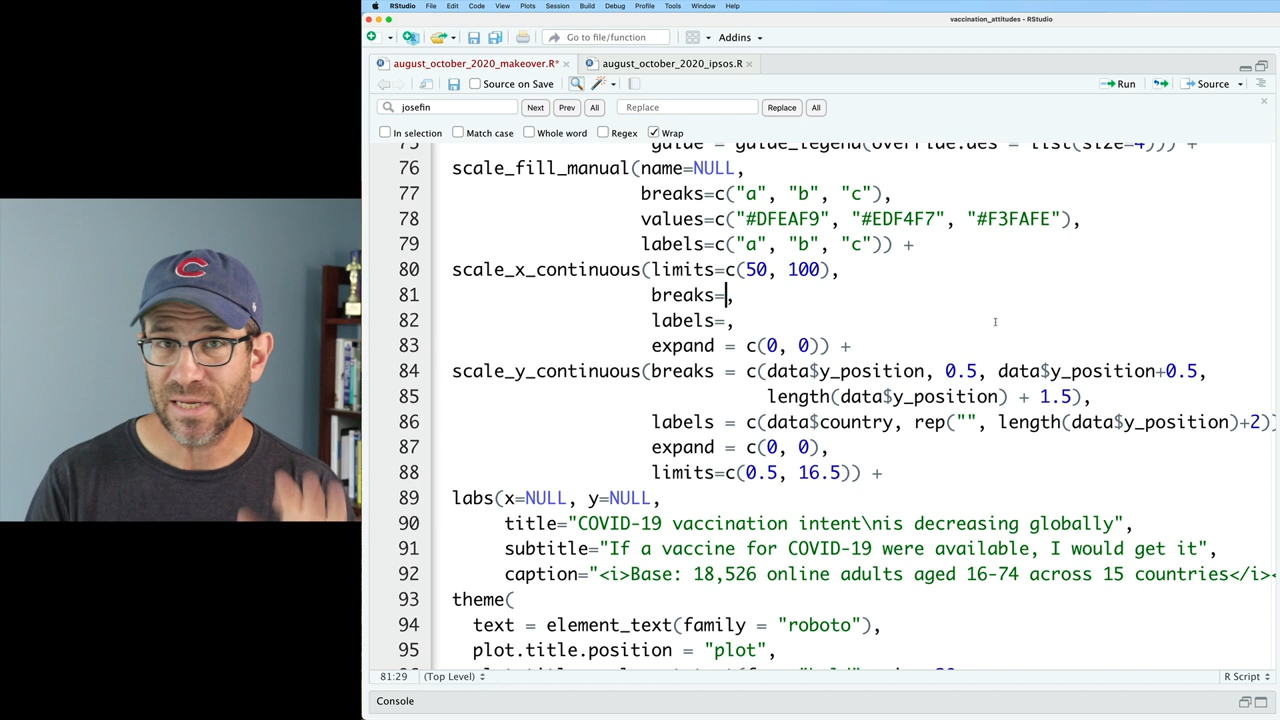 RStudio File Edit Code View Plots Session Build Debug Profile Tools Window Help
vaccination_attitudes - RStudio
Go to file/function Addins
august_october_2020_makeover.R* august_october_2020_ipsos.R
Source on Save Run Source
josefin Next Prev All Replace Replace All
In selection Match case Whole word Regex Wrap
75 guide = guide_legend(override.aes = list(size=4))) +
76 scale_fill_manual(name=NULL,
77 breaks=c("a", "b", "c"),
78 values=c("#DFEAF9", "#EDF4F7", "#F3FAFE"),
79 labels=c("a", "b", "c")) +
80 scale_x_continuous(limits=c(50, 100),
81 breaks=,
82 labels=,
83 expand = c(0, 0)) +
84 scale_y_continuous(breaks = c(data$y_position, 0.5, data$y_position+0.5,
85 length(data$y_position) + 1.5),
86 labels = c(data$country, rep("", length(data$y_position)+2))
87 expand = c(0, 0),
88 limits=c(0.5, 16.5)) +
89 labs(x=NULL, y=NULL,
90 title="COVID-19 vaccination intent\nis decreasing globally",
91 subtitle="If a vaccine for COVID-19 were available, I would get it",
92 caption="<i>Base: 18,526 online adults aged 16-74 across 15 countries</i><
93 theme(
94 text = element_text(family = "roboto"),
95 plot.title.position = "plot",
81:29 (Top Level) R Script
Console
C